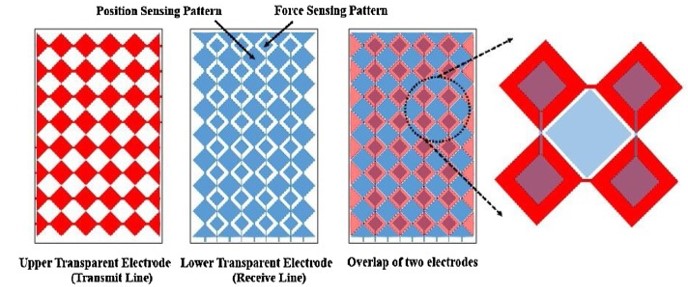 Position Sensing Pattern
Force Sensing Pattern
Upper Transparent Electrode
(Transmit Line)
Lower Transparent Electrode
(Receive Line)
Overlap of two electrodes